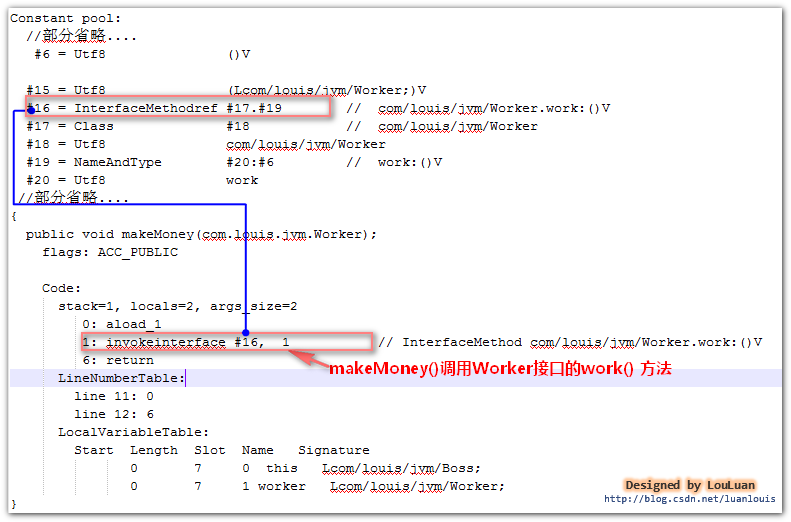 Constant pool:
//部分省略....
#6 = Utf8 ()V
#15 = Utf8 (Lcom/louis/jvm/Worker;)V
#16 = InterfaceMethodref #17.#19 // com/louis/jvm/Worker.work:()V
#17 = Class #18 // com/louis/jvm/Worker
#18 = Utf8 com/louis/jvm/Worker
#19 = NameAndType #20:#6 // work:()V
#20 = Utf8 work
//部分省略....
{
public void makeMoney(com.louis.jvm.Worker);
flags: ACC_PUBLIC
Code:
stack=1, locals=2, args_size=2
0: aload_1
1: invokeinterface #16, 1 // InterfaceMethod com/louis/jvm/Worker.work:()V
6: return
makeMoney()调用Worker接口的work() 方法
LineNumberTable:
line 11: 0
line 12: 6
LocalVariableTable:
Start Length Slot Name Signature
0 7 0 this Lcom/louis/jvm/Boss;
0 7 1 worker Lcom/louis/jvm/Worker;
}
Designed by LouLuan
http://blog.csdn.net/luanlouis